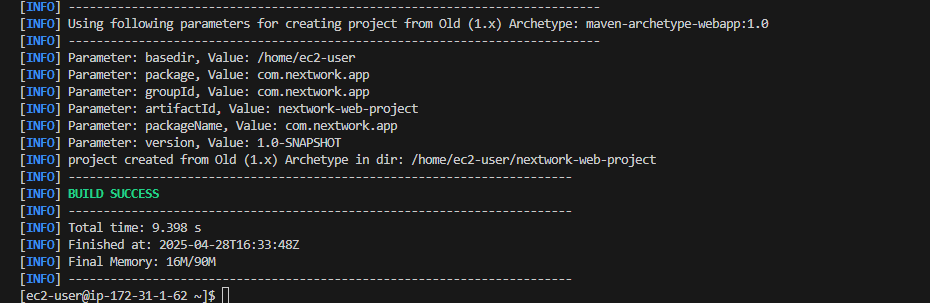 [INFO] ----------------------------------------------------------------------------
[INFO] Using following parameters for creating project from Old (1.x) Archetype: maven-archetype-webapp:1.0
[INFO] ----------------------------------------------------------------------------
[INFO] Parameter: basedir, Value: /home/ec2-user
[INFO] Parameter: package, Value: com.nextwork.app
[INFO] Parameter: groupId, Value: com.nextwork.app
[INFO] Parameter: artifactId, Value: nextwork-web-project
[INFO] Parameter: packageName, Value: com.nextwork.app
[INFO] Parameter: version, Value: 1.0-SNAPSHOT
[INFO] project created from Old (1.x) Archetype in dir: /home/ec2-user/nextwork-web-project
[INFO] ------------------------------------------------------------------------
[INFO] BUILD SUCCESS
[INFO] ------------------------------------------------------------------------
[INFO] Total time: 9.398 s
[INFO] Finished at: 2025-04-28T16:33:48Z
[INFO] Final Memory: 16M/90M
[INFO] ------------------------------------------------------------------------
[ec2-user@ip-172-31-1-62 ~]$